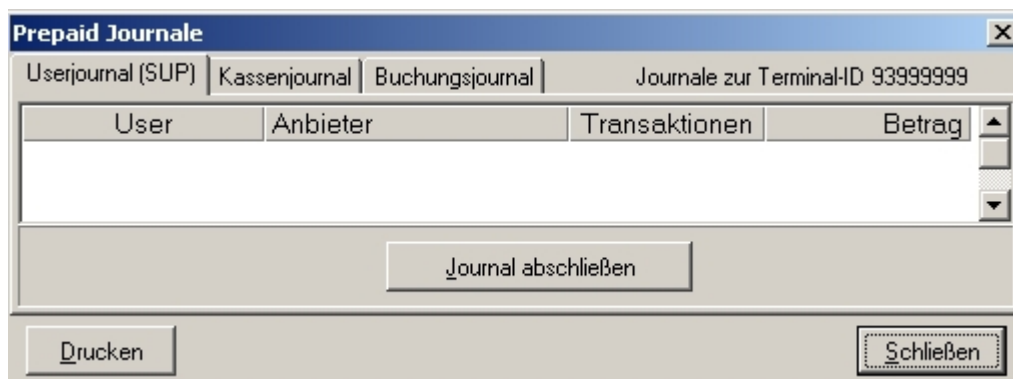 Prepaid Journale
Userjournal (SUP) Kassenjournal Buchungsjournal Journale zur Terminal-ID 93999999
User Anbieter Transaktionen Betrag
Journal abschließen
Drucken Schließen